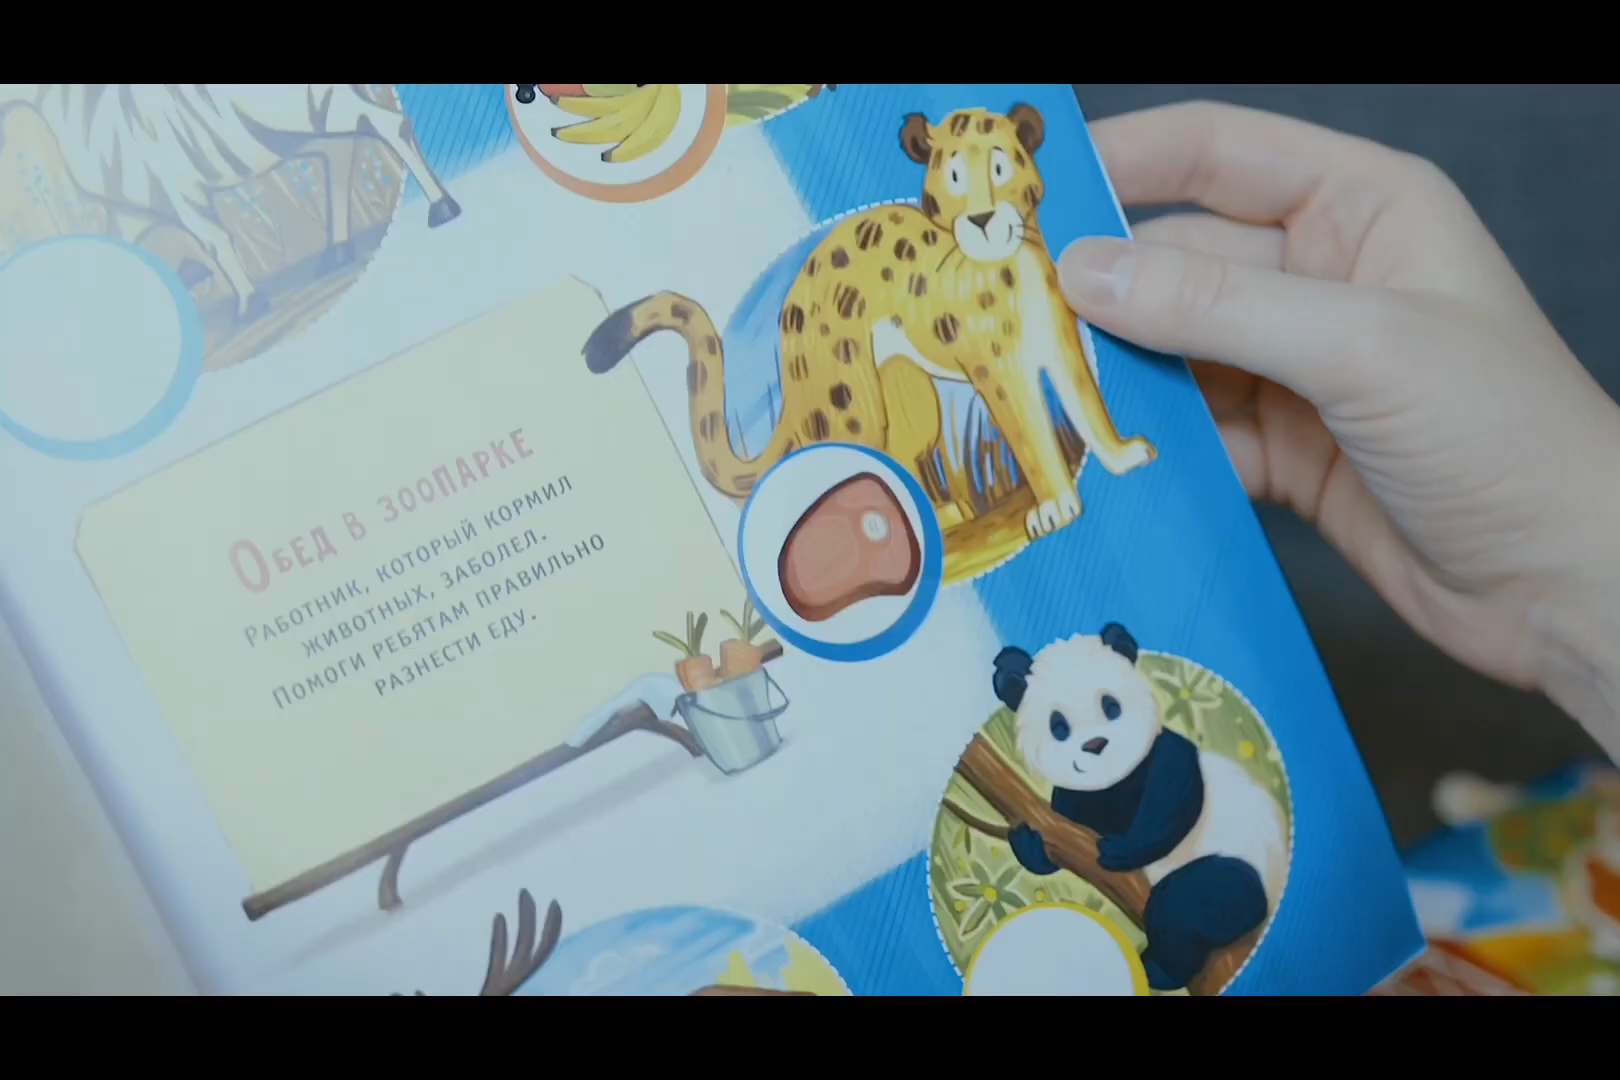 Обед в зоопарке
Работник, который кормил
животных, заболел.
Помоги ребятам правильно
разнести еду.